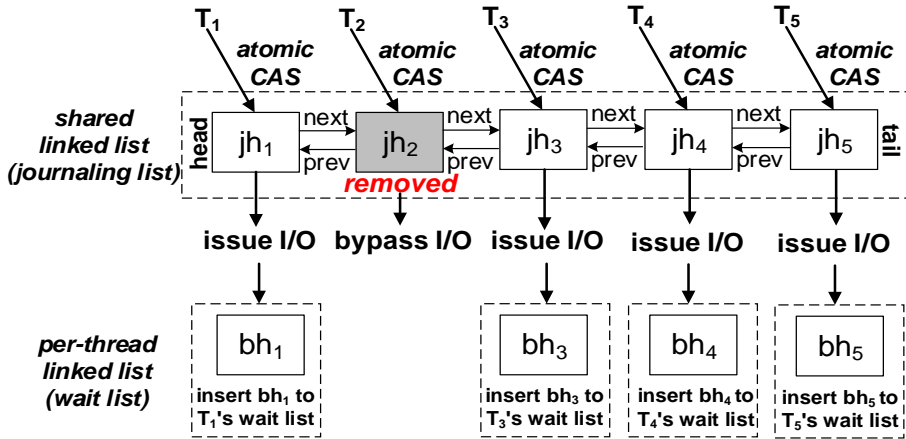 T1 T2 T3 T4 T5
atomic CAS atomic CAS atomic CAS atomic CAS atomic CAS
shared linked list (journaling list)
head
jh1 next prev jh2 next prev jh3 next prev jh4 next prev jh5
tail
removed
issue I/O bypass I/O issue I/O issue I/O issue I/O
per-thread linked list (wait list)
bh1 bh3 bh4 bh5
insert bh1 to T1's wait list
insert bh3 to T3's wait list
insert bh4 to T4's wait list
insert bh5 to T5's wait list